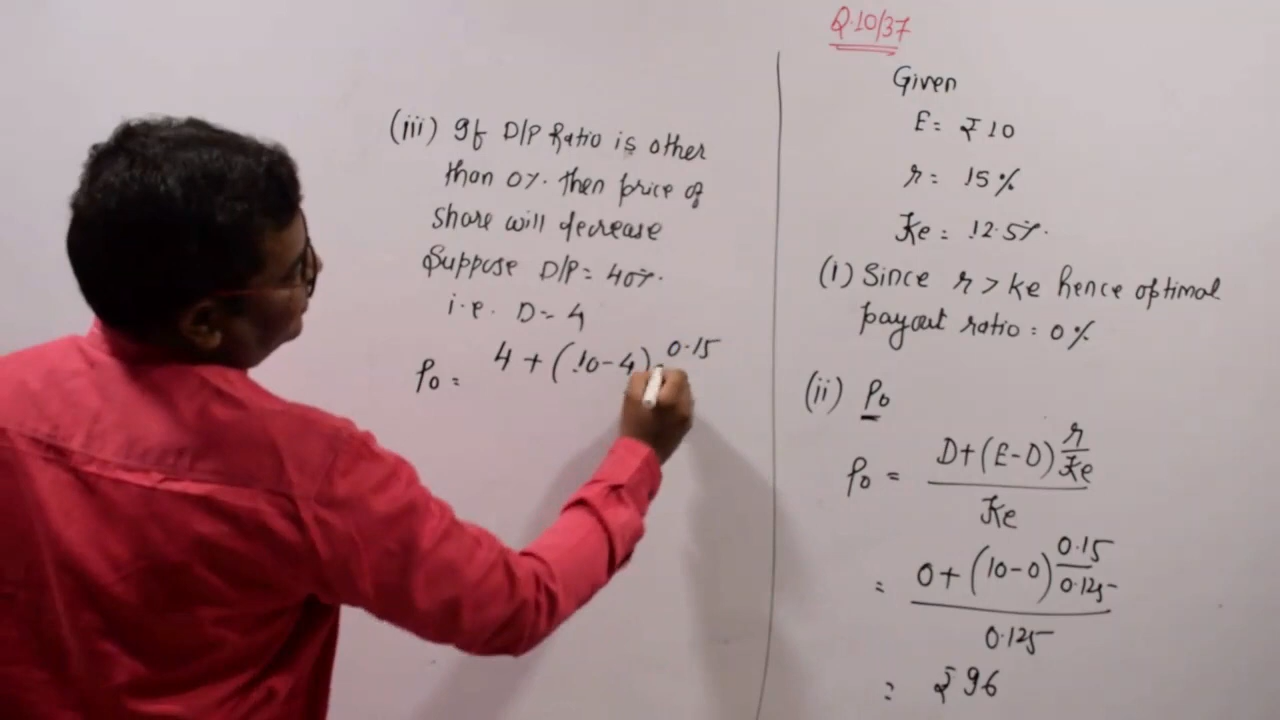 Q.10/37
Given
E = ₹10
r = 15%
Ke = 12.5%.
(i) Since r > Ke hence optimal
payout ratio = 0%
(ii) P₀
P₀ = D+(E-D) r/Ke
Ke
= 0+(10-0) 0.15/0.125
0.125
= ₹96
(iii) If D/P Ratio is other
than 0%. then price of
share will decrease
Suppose D/P = 40%.
i.e. D = 4
P₀ = 4+(10-4) 0.15